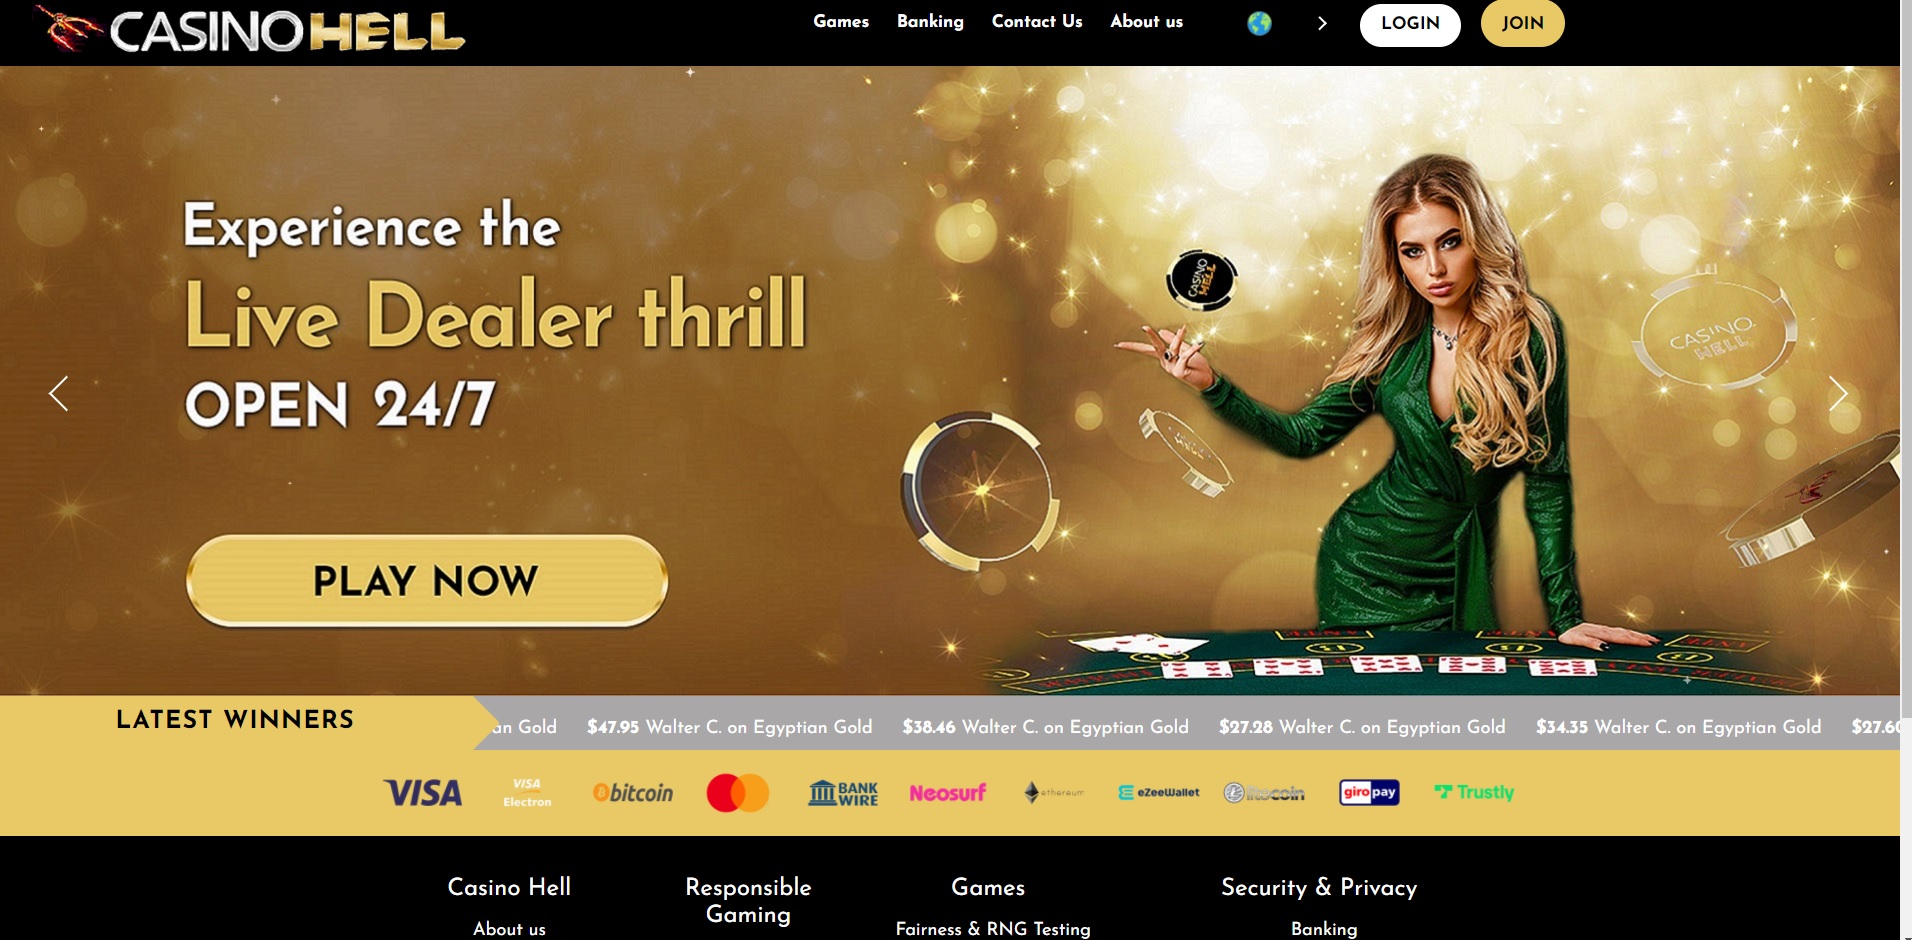 CASINO HELL
Games Banking Contact Us About us
LOGIN
JOIN
Experience the
Live Dealer thrill
OPEN 24/7
PLAY NOW
CASINO
HELL
CASINO
HELL
LATEST WINNERS
an Gold $47.95 Walter C. on Egyptian Gold $38.46 Walter C. on Egyptian Gold $27.28 Walter C. on Egyptian Gold $34.35 Walter C. on Egyptian Gold $27.60
VISA
VISA
Electron
bitcoin
BANK
WIRE
Neosurf
ethereum
eZeeWallet
litecoin
giropay
Trustly
Casino Hell
Responsible
Gaming
Games
Security & Privacy
About us
Fairness & RNG Testing
Banking